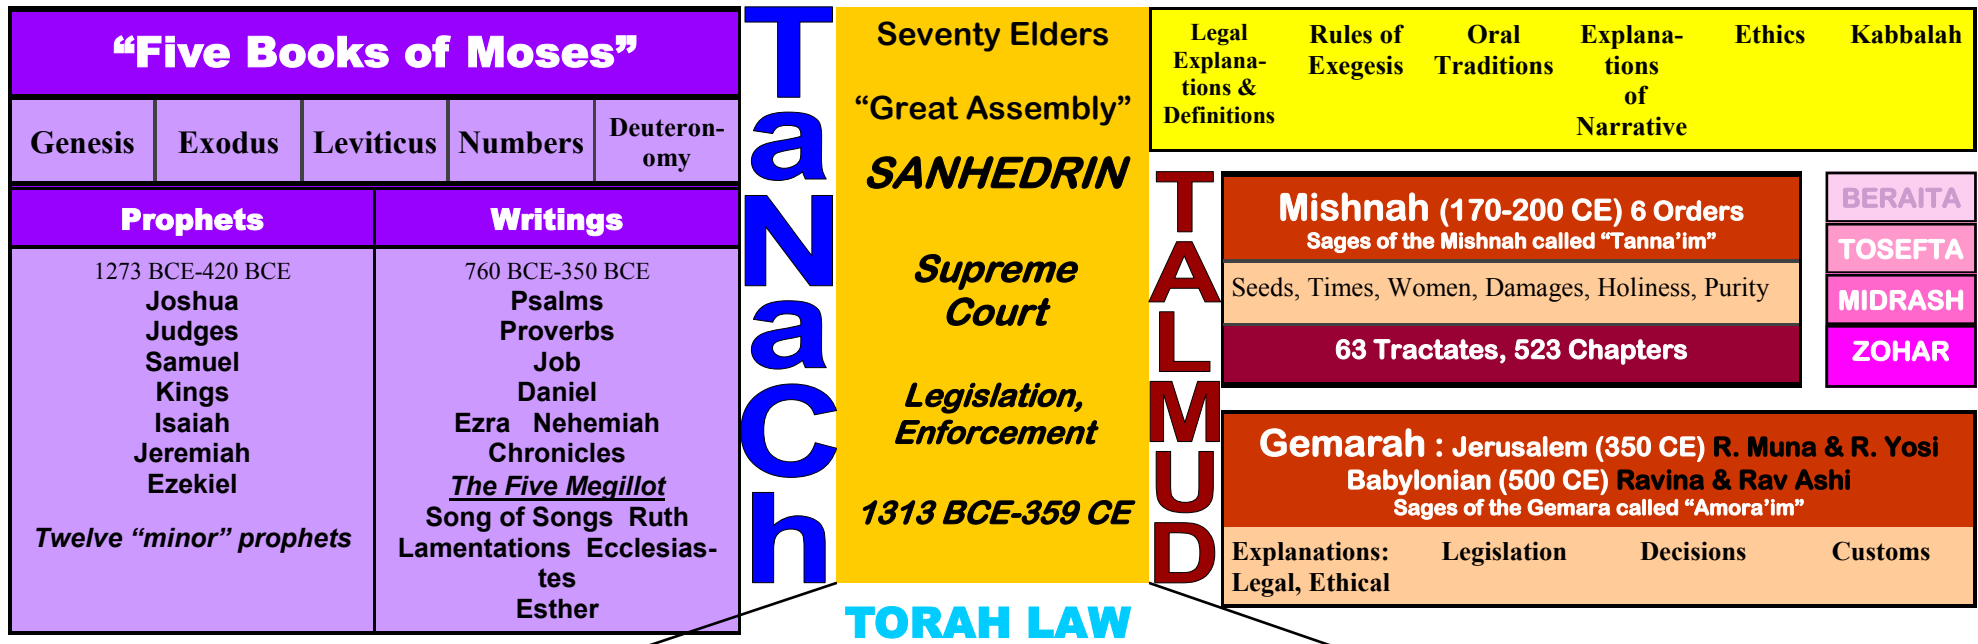 “Five Books of Moses”
Genesis
Exodus
Leviticus
Numbers
Deuteron-
omy
Prophets
1273 BCE-420 BCE
Joshua
Judges
Samuel
Kings
Isaiah
Jeremiah
Ezekiel
Twelve “minor” prophets
Writings
760 BCE-350 BCE
Psalms
Proverbs
Job
Daniel
Ezra Nehemiah
Chronicles
The Five Megillot
Song of Songs Ruth
Lamentations Ecclesias-
tes
Esther
TaNaCh
Seventy Elders
“Great Assembly”
SANHEDRIN
Supreme
Court
Legislation,
Enforcement
1313 BCE-359 CE
TORAH LAW
Legal
Explana-
tions &
Definitions
Rules of
Exegesis
Oral
Traditions
Explana-
tions
of
Narrative
Ethics
Kabbalah
TALMUD
Mishnah (170-200 CE) 6 Orders
Sages of the Mishnah called “Tanna’im”
Seeds, Times, Women, Damages, Holiness, Purity
63 Tractates, 523 Chapters
BERAITA
TOSEFTA
MIDRASH
ZOHAR
Gemarah : Jerusalem (350 CE) R. Muna & R. Yosi
Babylonian (500 CE) Ravina & Rav Ashi
Sages of the Gemara called “Amora’im”
Explanations:
Legal, Ethical
Legislation
Decisions
Customs